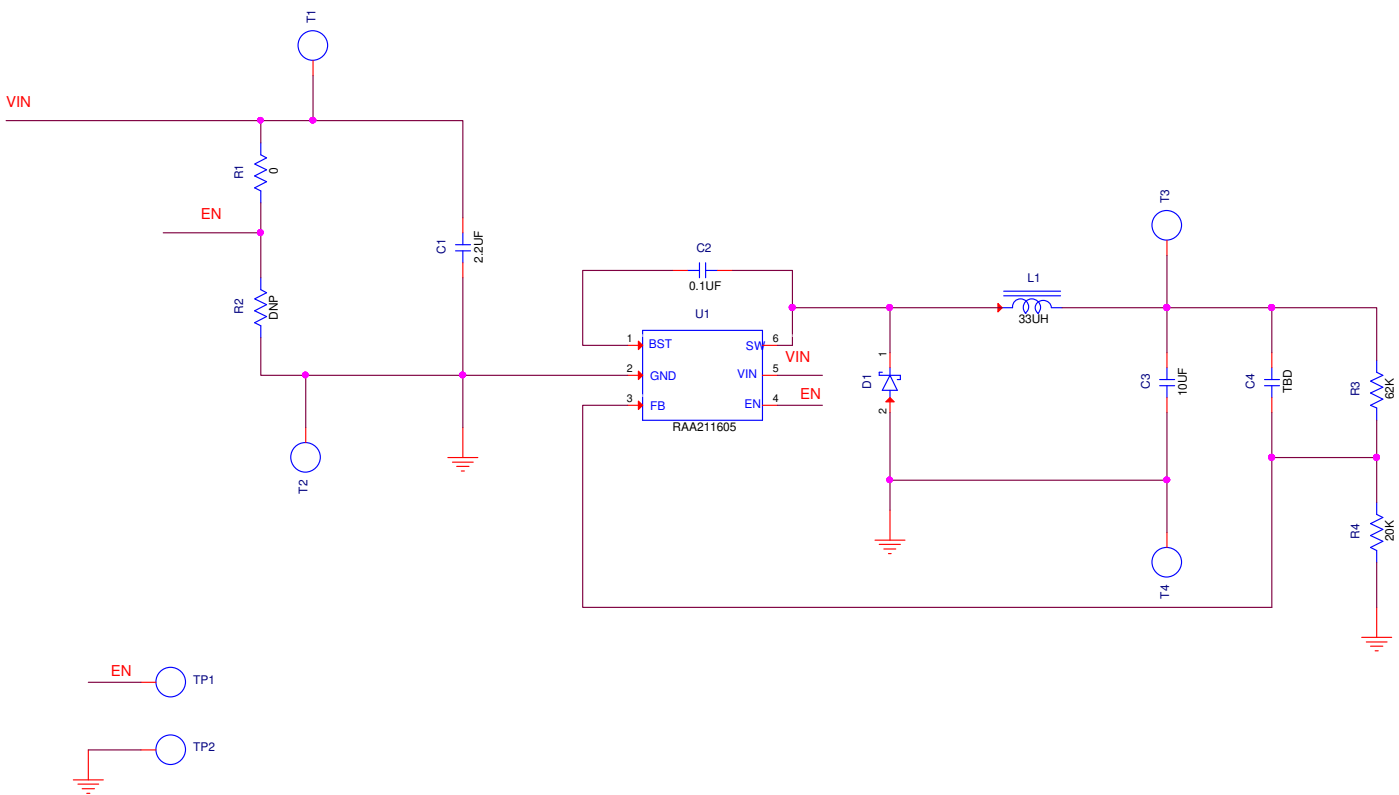 T1
VIN
R1
0
EN
R2
DNP
C1
2.2UF
T2
C2
0.1UF
U1
1
BST
2
GND
3
FB
SW
6
VIN
5
EN
4
VIN
EN
RAA211605
D1
1
2
L1
33UH
T3
C3
10UF
C4
TBD
R3
62K
R4
20K
T4
EN
TP1
TP2